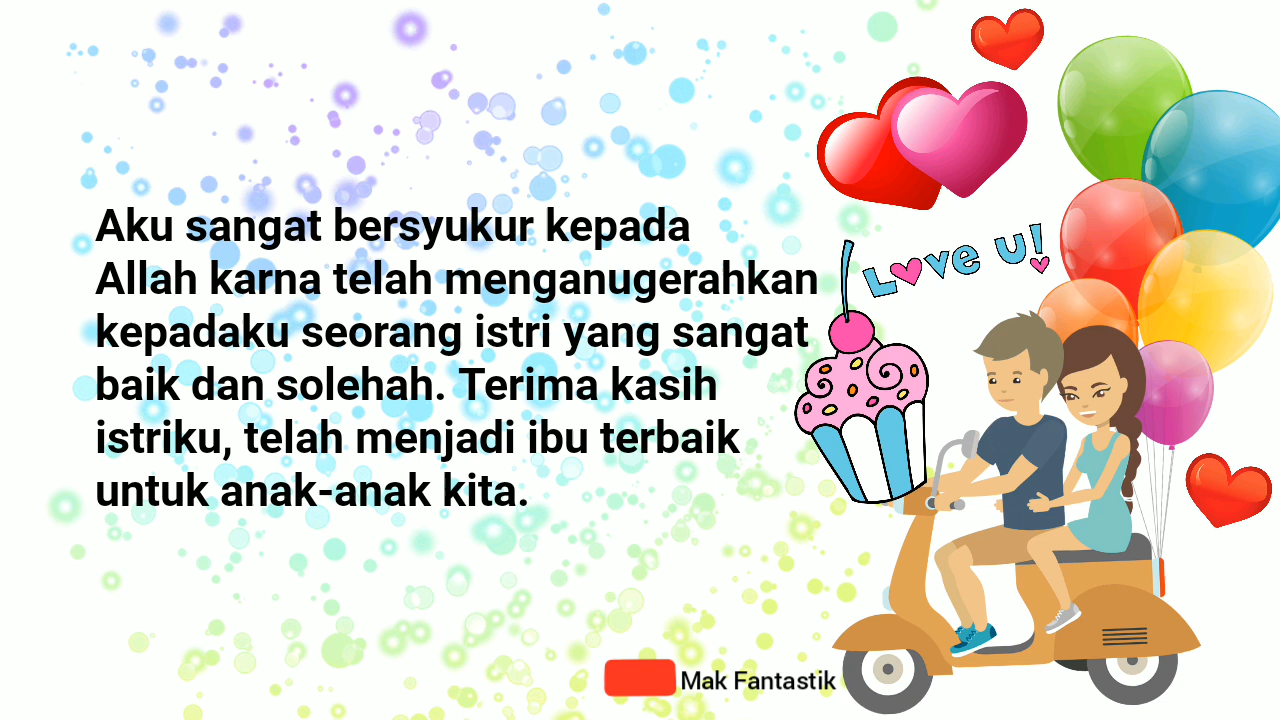 Aku sangat bersyukur kepada
Allah karna telah menganugerahkan
kepadaku seorang istri yang sangat
baik dan solehah. Terima kasih
istriku, telah menjadi ibu terbaik
untuk anak-anak kita.
Love U!
Mak Fantastik